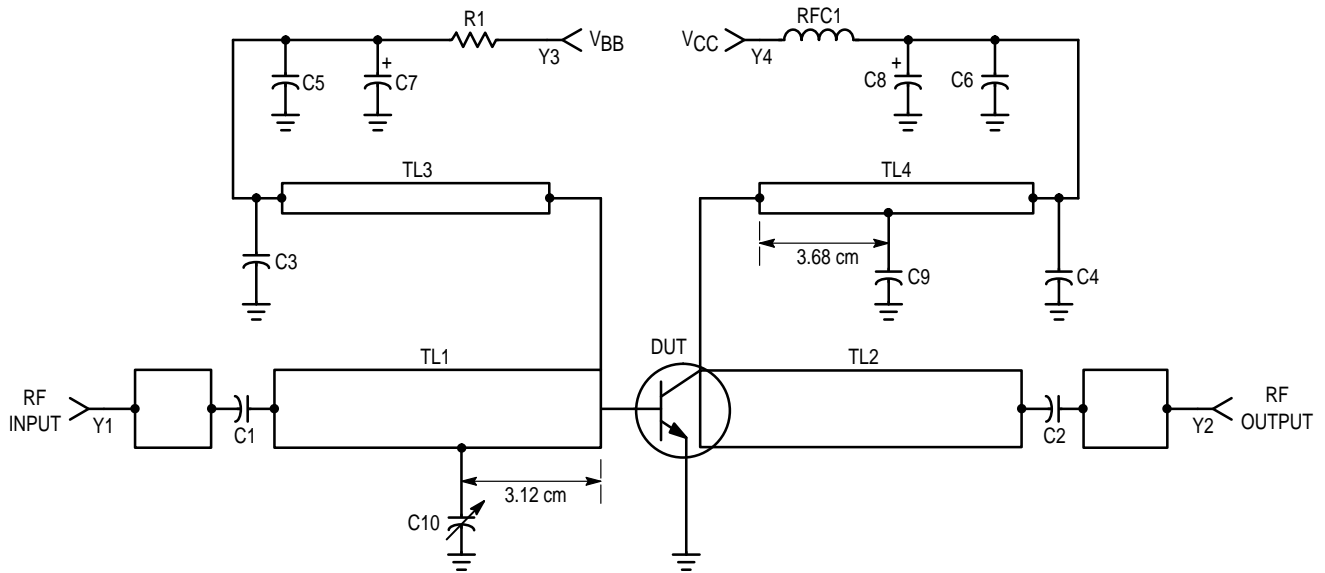 R1
VBB
Y3
VCC
Y4
RFC1
C5
+
C7
+
C8
C6
TL3
TL4
C3
3.68 cm
C9
C4
RF
INPUT
Y1
C1
TL1
DUT
TL2
C2
Y2
RF
OUTPUT
3.12 cm
C10